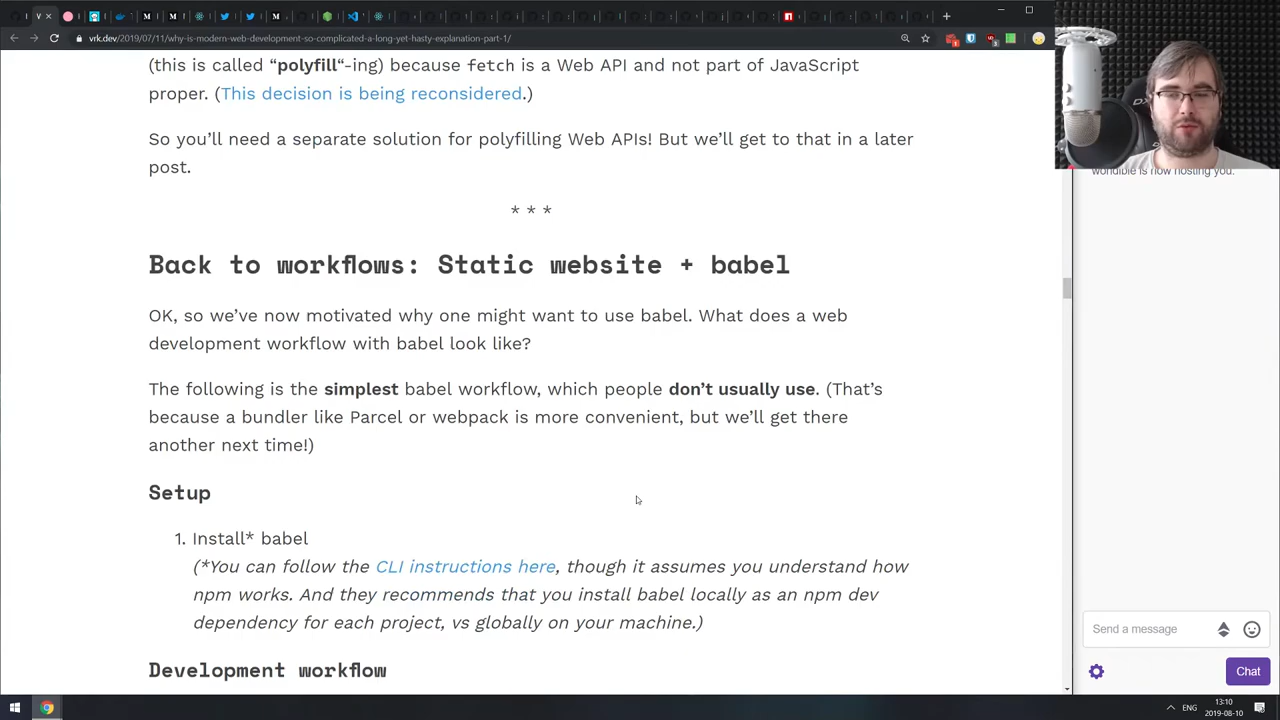 vrk.dev/2019/07/11/why-is-modern-web-development-so-complicated-a-long-yet-hasty-explanation-part-1/
(this is called “polyfill“-ing) because fetch is a Web API and not part of JavaScript
proper. (This decision is being reconsidered.)
So you’ll need a separate solution for polyfilling Web APIs! But we’ll get to that in a later
post.
* * *
Back to workflows: Static website + babel
OK, so we’ve now motivated why one might want to use babel. What does a web
development workflow with babel look like?
The following is the simplest babel workflow, which people don’t usually use. (That’s
because a bundler like Parcel or webpack is more convenient, but we’ll get there
another next time!)
Setup
1. Install* babel
(*You can follow the CLI instructions here, though it assumes you understand how
npm works. And they recommends that you install babel locally as an npm dev
dependency for each project, vs globally on your machine.)
Development workflow
is now hosting you.
Send a message
Chat
ENG
13:10
2019-08-10